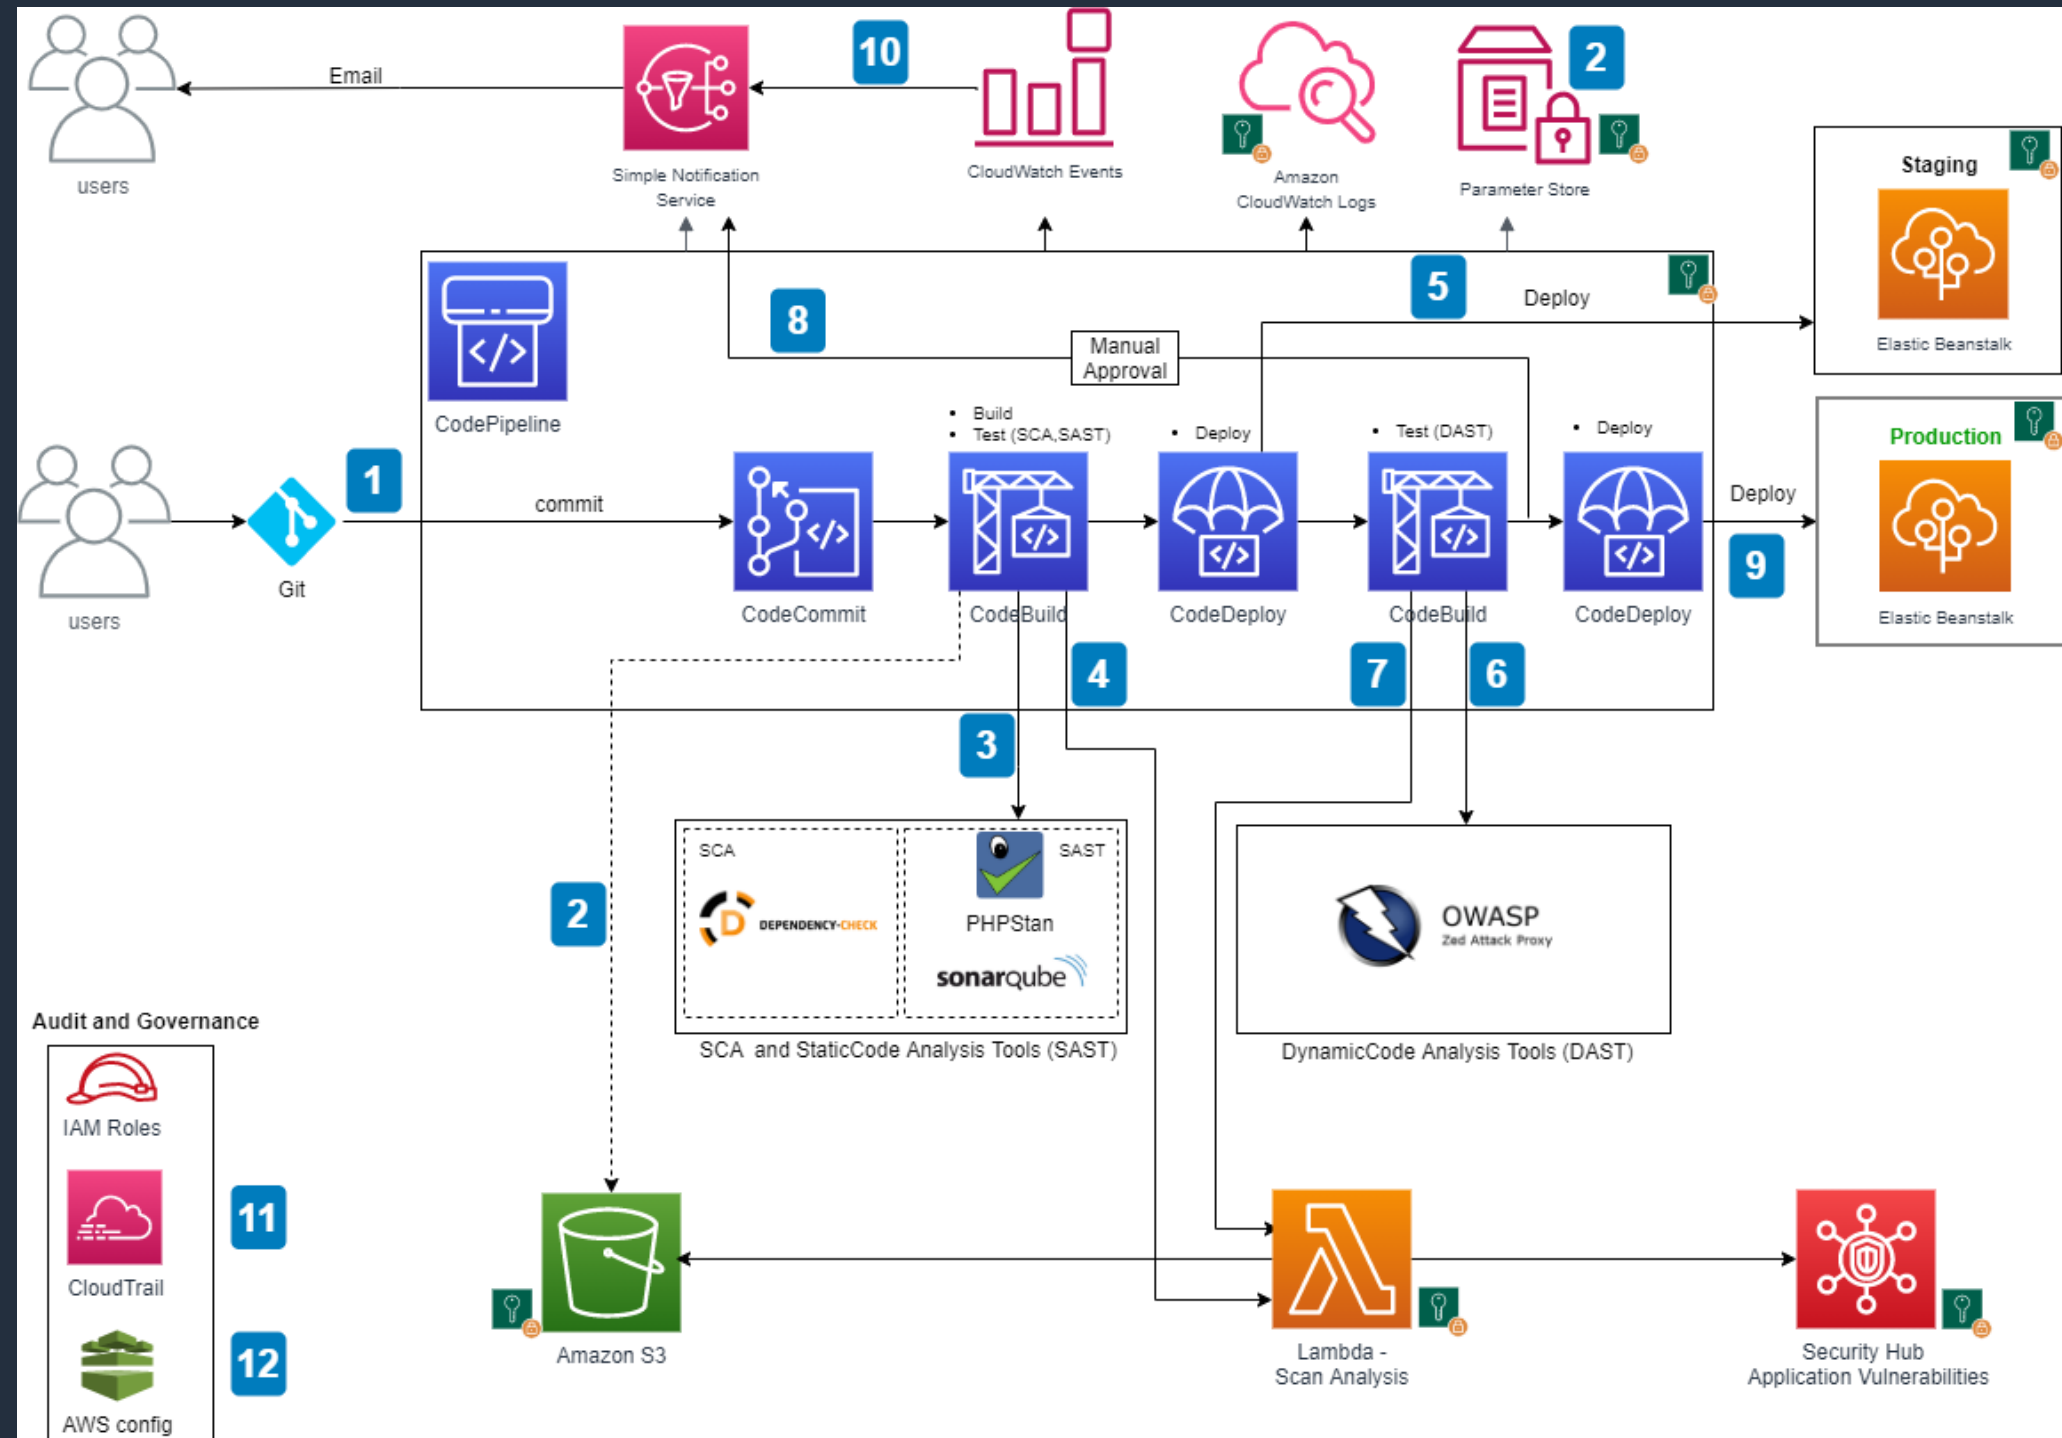 Email
users
10
2
Simple Notification
Service
CloudWatch Events
Amazon
CloudWatch Logs
Parameter Store
Staging
Elastic Beanstalk
5
Deploy
8
Manual
Approval
CodePipeline
• Build
• Test (SCA,SAST)
• Deploy
• Test (DAST)
• Deploy
Production
Elastic Beanstalk
users
Git
1
commit
CodeCommit
CodeBuild
CodeDeploy
CodeBuild
CodeDeploy
Deploy
9
4
7
6
3
2
SCA
DEPENDENCY-CHECK
SAST
PHPStan
sonarqube
SCA and StaticCode Analysis Tools (SAST)
OWASP
Zed Attack Proxy
DynamicCode Analysis Tools (DAST)
Audit and Governance
IAM Roles
CloudTrail
11
AWS config
12
Amazon S3
Lambda -
Scan Analysis
Security Hub
Application Vulnerabilities